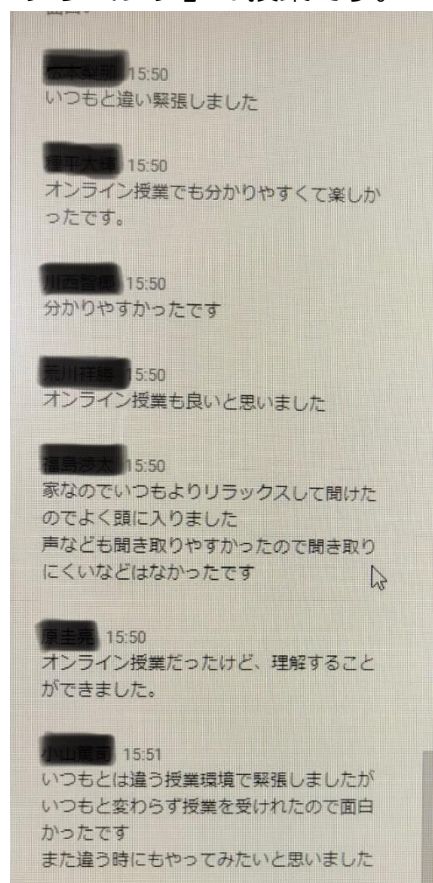 15:50
いつもと違い緊張しました
15:50
オンライン授業でも分かりやすくて楽しか
ったです。
15:50
分かりやすかったです
15:50
オンライン授業も良いと思いました
15:50
家なのでいつもよりリラックスして聞けた
のでよく頭に入りました
声なども聞き取りやすかったので聞き取り
にくいなどはなかったです
15:50
オンライン授業だったけど、理解すること
ができました。
15:51
いつもとは違う授業環境で緊張しましたが
いつもと変わらず授業を受けれたので面白
かったです
また違う時にもやってみたいと思いました